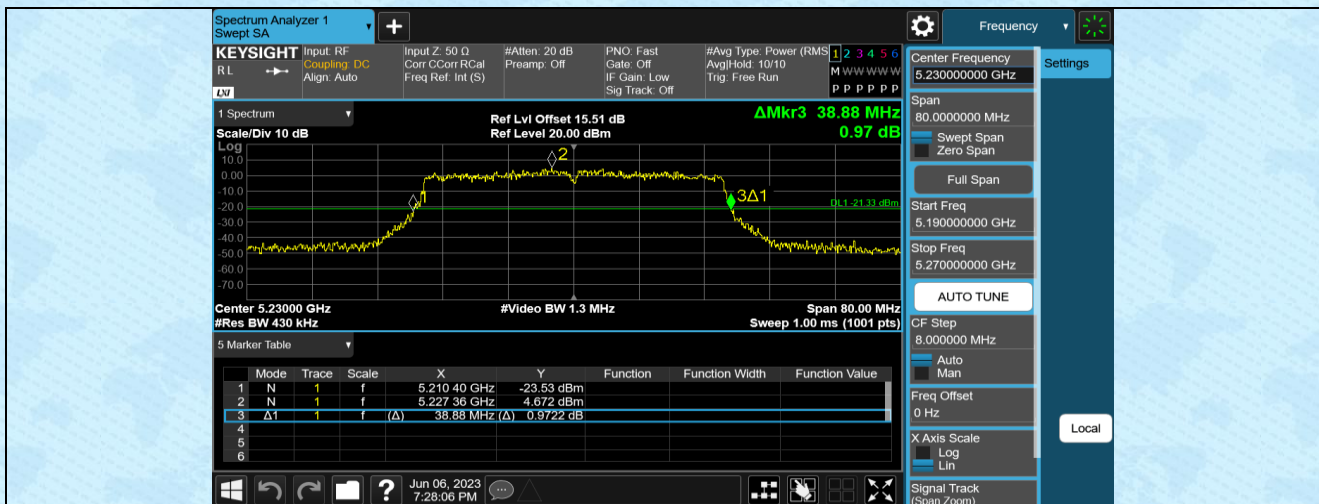 Spectrum Analyzer 1
Swept SA
+
Frequency
KEYSIGHT
RL
LXI
Input: RF
Coupling: DC
Align: Auto
Input Z: 50 Ω
Corr CCorr RCal
Freq Ref: Int (S)
#Atten: 20 dB
Preamp: Off
PNO: Fast
Gate: Off
IF Gain: Low
Sig Track: Off
#Avg Type: Power (RMS
Avg|Hold: 10/10
Trig: Free Run
1 2 3 4 5 6
M W W W W W
P P P P P P
1 Spectrum
Scale/Div 10 dB
Ref Lvl Offset 15.51 dB
Ref Level 20.00 dBm
ΔMkr3 38.88 MHz
0.97 dB
Log
10.0
0.00
-10.0
-20.0
-30.0
-40.0
-50.0
-60.0
-70.0
1
2
3Δ1
DL1 -21.33 dBm
Center 5.23000 GHz
#Video BW 1.3 MHz
Span 80.00 MHz
#Res BW 430 kHz
Sweep 1.00 ms (1001 pts)
5 Marker Table
Mode Trace Scale X Y Function Function Width Function Value
1 N 1 f 5.210 40 GHz -23.53 dBm
2 N 1 f 5.227 36 GHz 4.672 dBm
3 Δ1 1 f (Δ) 38.88 MHz (Δ) 0.9722 dB
4
5
6
?
Jun 06, 2023
7:28:06 PM
Center Frequency
5.230000000 GHz
Span
80.0000000 MHz
Swept Span
Zero Span
Full Span
Start Freq
5.190000000 GHz
Stop Freq
5.270000000 GHz
AUTO TUNE
CF Step
8.000000 MHz
Auto
Man
Freq Offset
0 Hz
X Axis Scale
Log
Lin
Signal Track
(Span Zoom)
Settings
Local